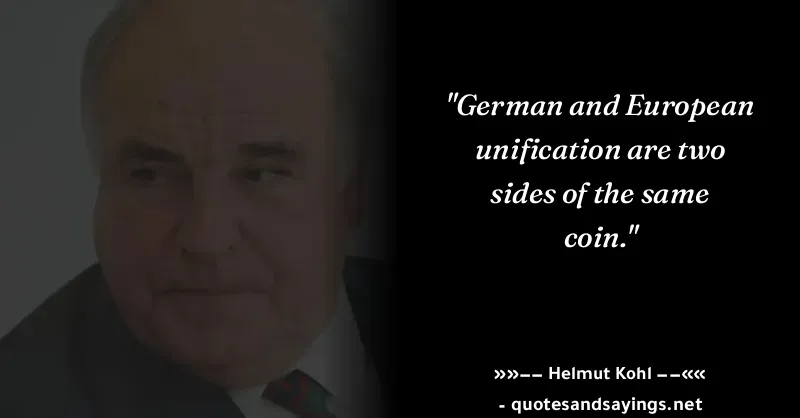 "German and European
unification are two
sides of the same
coin."
»»−− Helmut Kohl −−««
- quotesandsayings.net